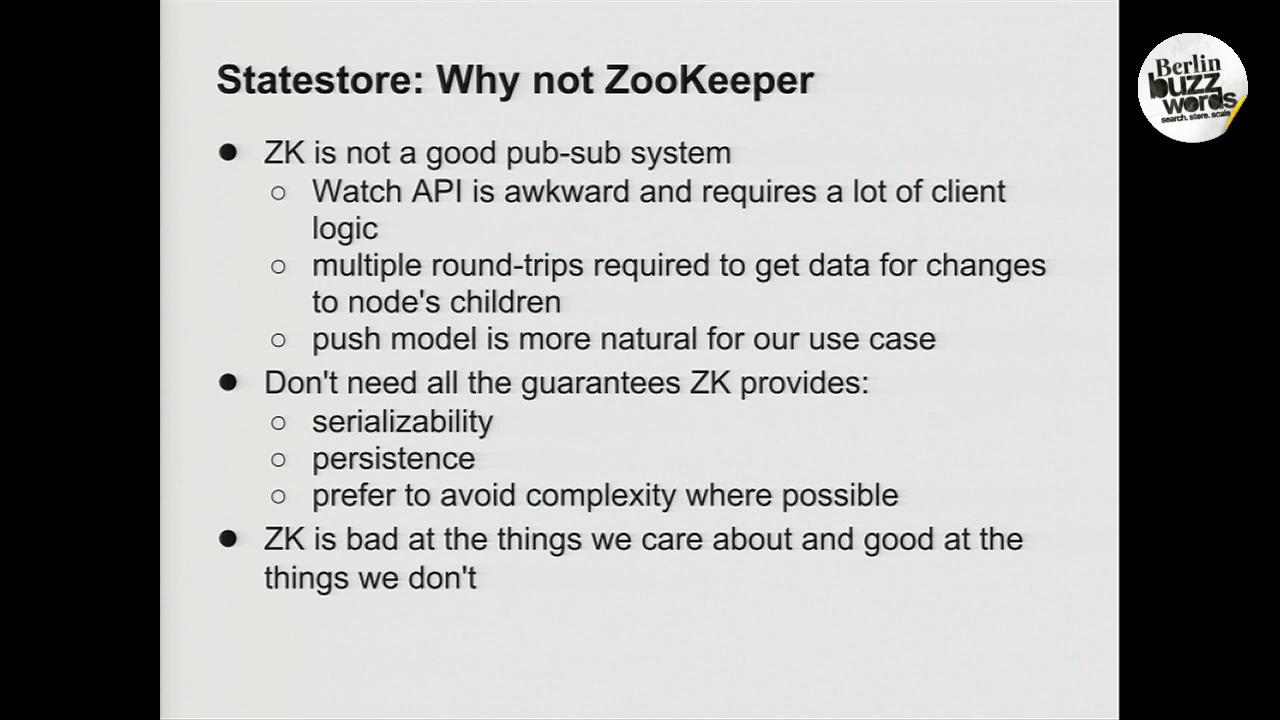 Statestore: Why not ZooKeeper
● ZK is not a good pub-sub system
○ Watch API is awkward and requires a lot of client
logic
○ multiple round-trips required to get data for changes
to node's children
○ push model is more natural for our use case
● Don't need all the guarantees ZK provides:
○ serializability
○ persistence
○ prefer to avoid complexity where possible
● ZK is bad at the things we care about and good at the
things we don't
Berlin
buzz
words
search. store. scale